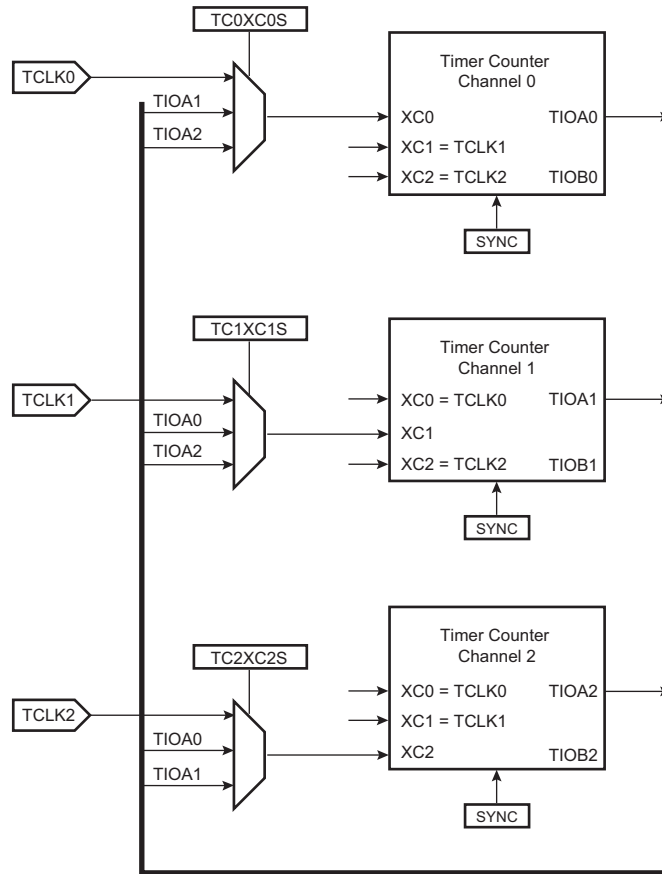 TC0XC0S
TCLK0
TIOA1
TIOA2
Timer Counter
Channel 0
XC0
TIOA0
XC1 = TCLK1
XC2 = TCLK2
TIOB0
SYNC
TC1XC1S
TCLK1
TIOA0
TIOA2
Timer Counter
Channel 1
XC0 = TCLK0
TIOA1
XC1
XC2 = TCLK2
TIOB1
SYNC
TC2XC2S
TCLK2
TIOA0
TIOA1
Timer Counter
Channel 2
XC0 = TCLK0
TIOA2
XC1 = TCLK1
XC2
TIOB2
SYNC